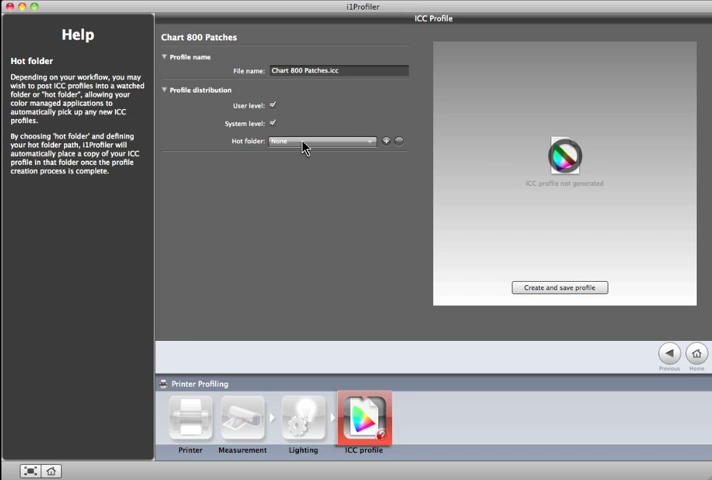 i1Profiler
ICC Profile
Help
Hot folder
Depending on your workflow, you may
wish to post ICC profiles into a watched
folder or "hot folder", allowing your
color managed applications to
automatically pick up any new ICC
profiles.
By choosing 'hot folder' and defining
your hot folder path, i1Profiler will
automatically place a copy of your ICC
profile in that folder once the profile
creation process is complete.
Chart 800 Patches
Profile name
File name: Chart 800 Patches.icc
Profile distribution
User level:
System level:
Hot folder: None
ICC profile not generated
Create and save profile
Previous Home
Printer Profiling
Printer Measurement Lighting ICC profile